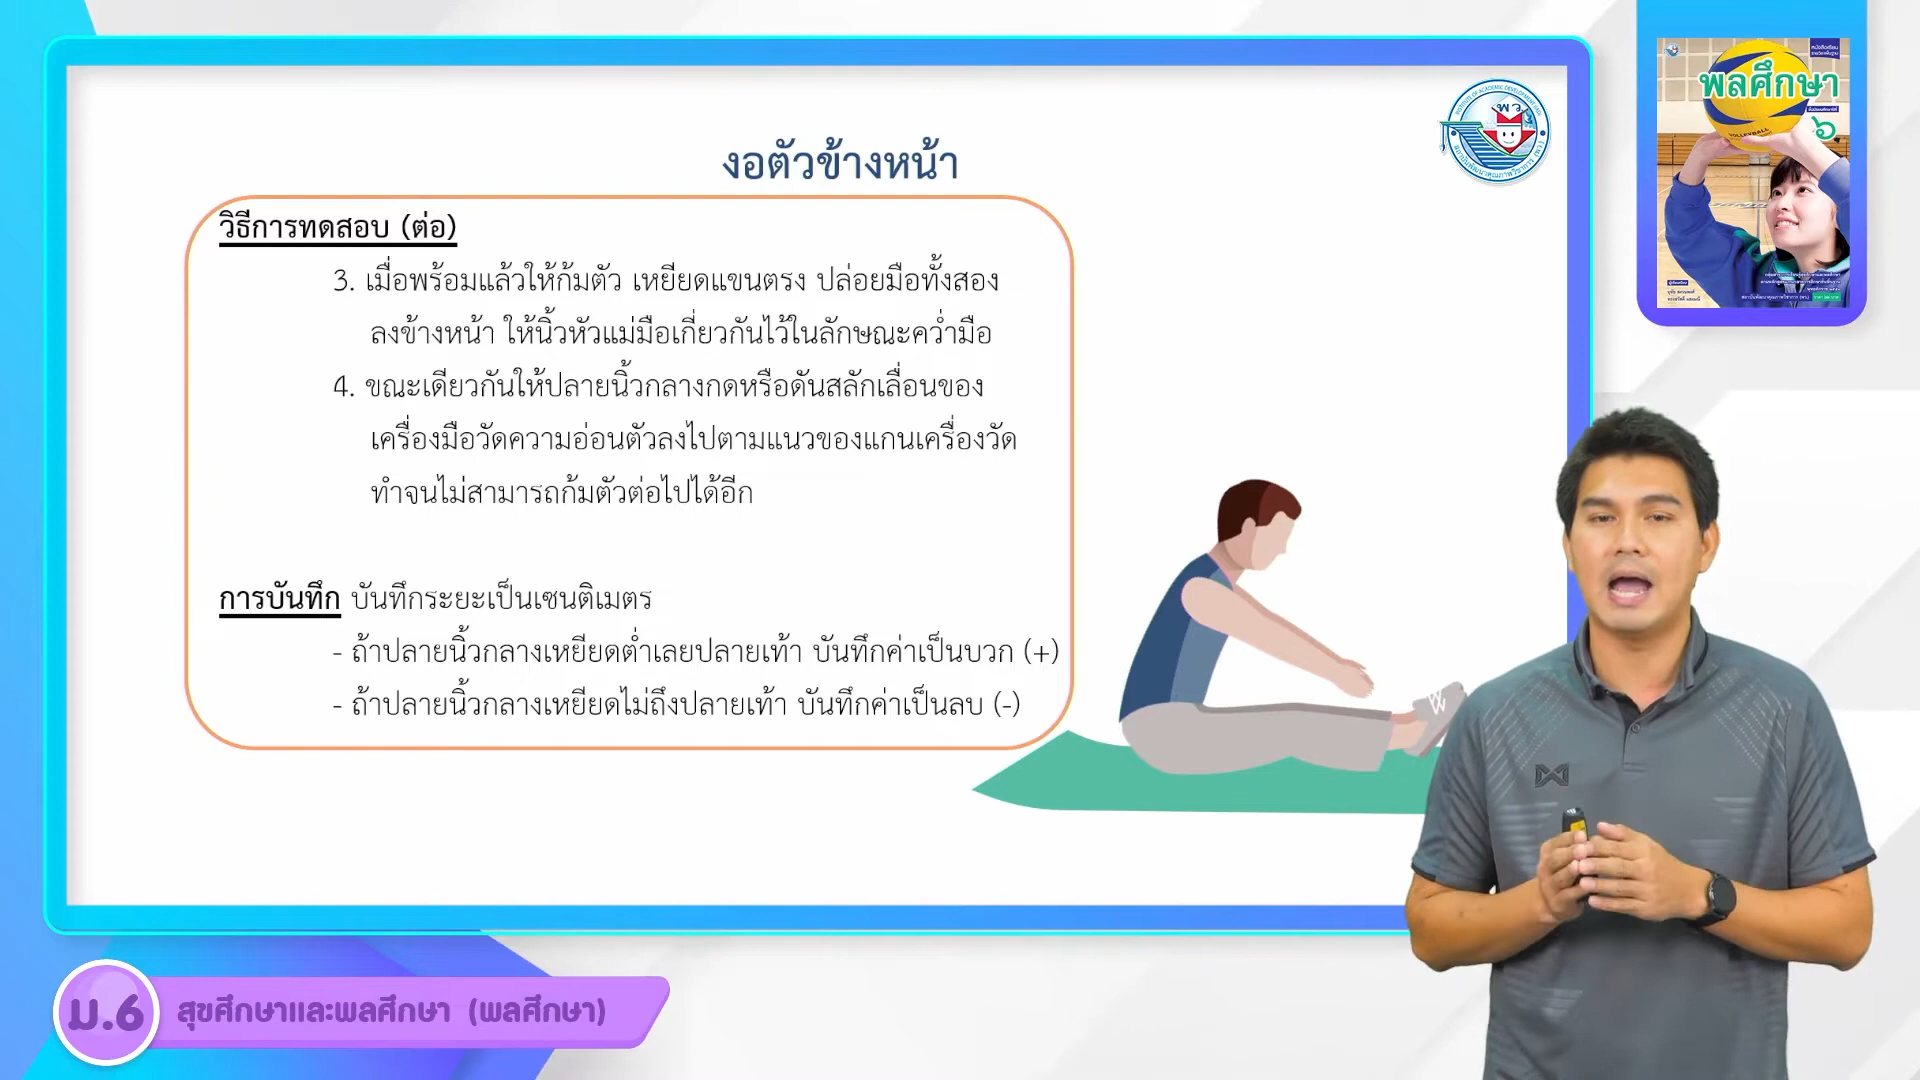 งอตัวข้างหน้า
วิธีการทดสอบ (ต่อ)
3. เมื่อพร้อมแล้วให้ก้มตัว เหยียดแขนตรง ปล่อยมือทั้งสอง
ลงข้างหน้า ให้นิ้วหัวแม่มือเกี่ยวกันไว้ในลักษณะคว่ำมือ
4. ขณะเดียวกันให้ปลายนิ้วกลางกดหรือดันสลักเลื่อนของ
เครื่องมือวัดความอ่อนตัวลงไปตามแนวของแกนเครื่องวัด
ทำจนไม่สามารถก้มตัวต่อไปได้อีก
การบันทึก บันทึกระยะเป็นเซนติเมตร
- ถ้าปลายนิ้วกลางเหยียดต่ำเลยปลายเท้า บันทึกค่าเป็นบวก (+)
- ถ้าปลายนิ้วกลางเหยียดไม่ถึงปลายเท้า บันทึกค่าเป็นลบ (-)
พว.
หนังสือเรียน
พลศึกษา
๖
VOLLEYBALL
ม.6 สุขศึกษาและพลศึกษา (พลศึกษา)